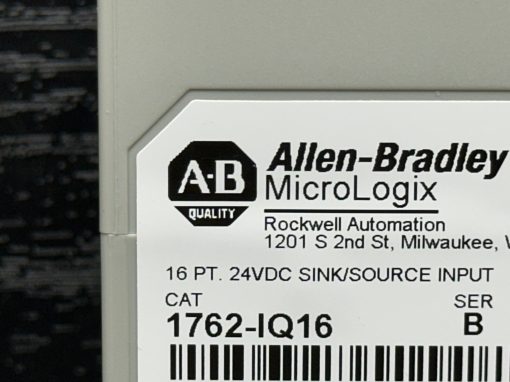 A-B
QUALITY
Allen-Bradley
MicroLogix
Rockwell Automation
1201 S 2nd St, Milwaukee,
16 PT. 24VDC SINK/SOURCE INPUT
CAT SER
1762-IQ16 B